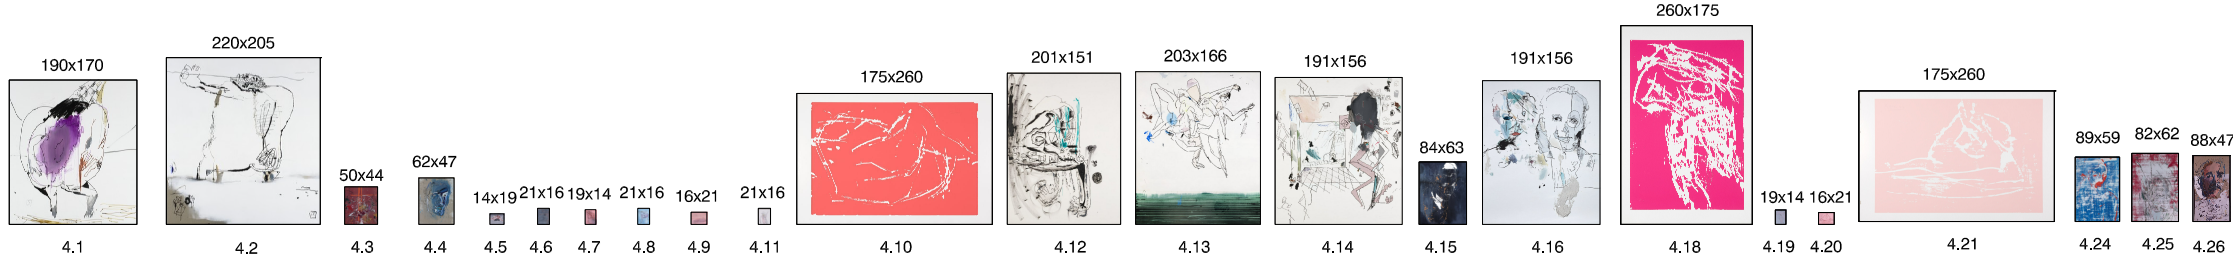 190x170
220x205
50x44
62x47
14x19
21x16
19x14
21x16
16x21
21x16
175x260
201x151
203x166
191x156
84x63
191x156
260x175
19x14
16x21
175x260
89x59
82x62
88x47
4.1
4.2
4.3
4.4
4.5
4.6
4.7
4.8
4.9
4.11
4.10
4.12
4.13
4.14
4.15
4.16
4.18
4.19
4.20
4.21
4.24
4.25
4.26